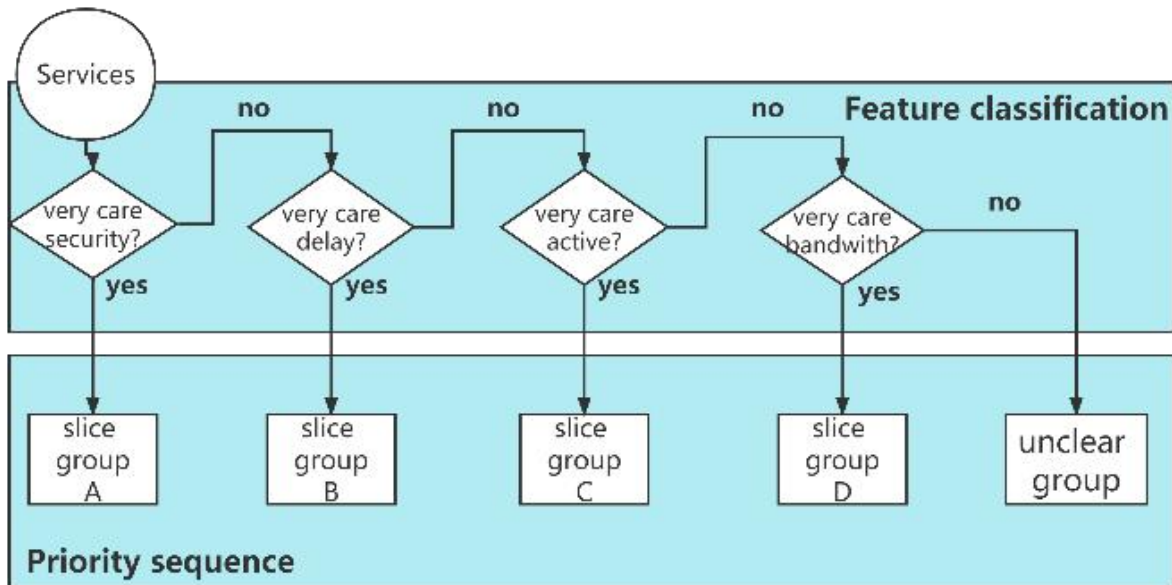 Services
no
no
no
Feature classification
very care
security?
very care
delay?
very care
active?
very care
bandwith?
no
yes
yes
yes
yes
slice
group
A
slice
group
B
slice
group
C
slice
group
D
unclear
group
Priority sequence